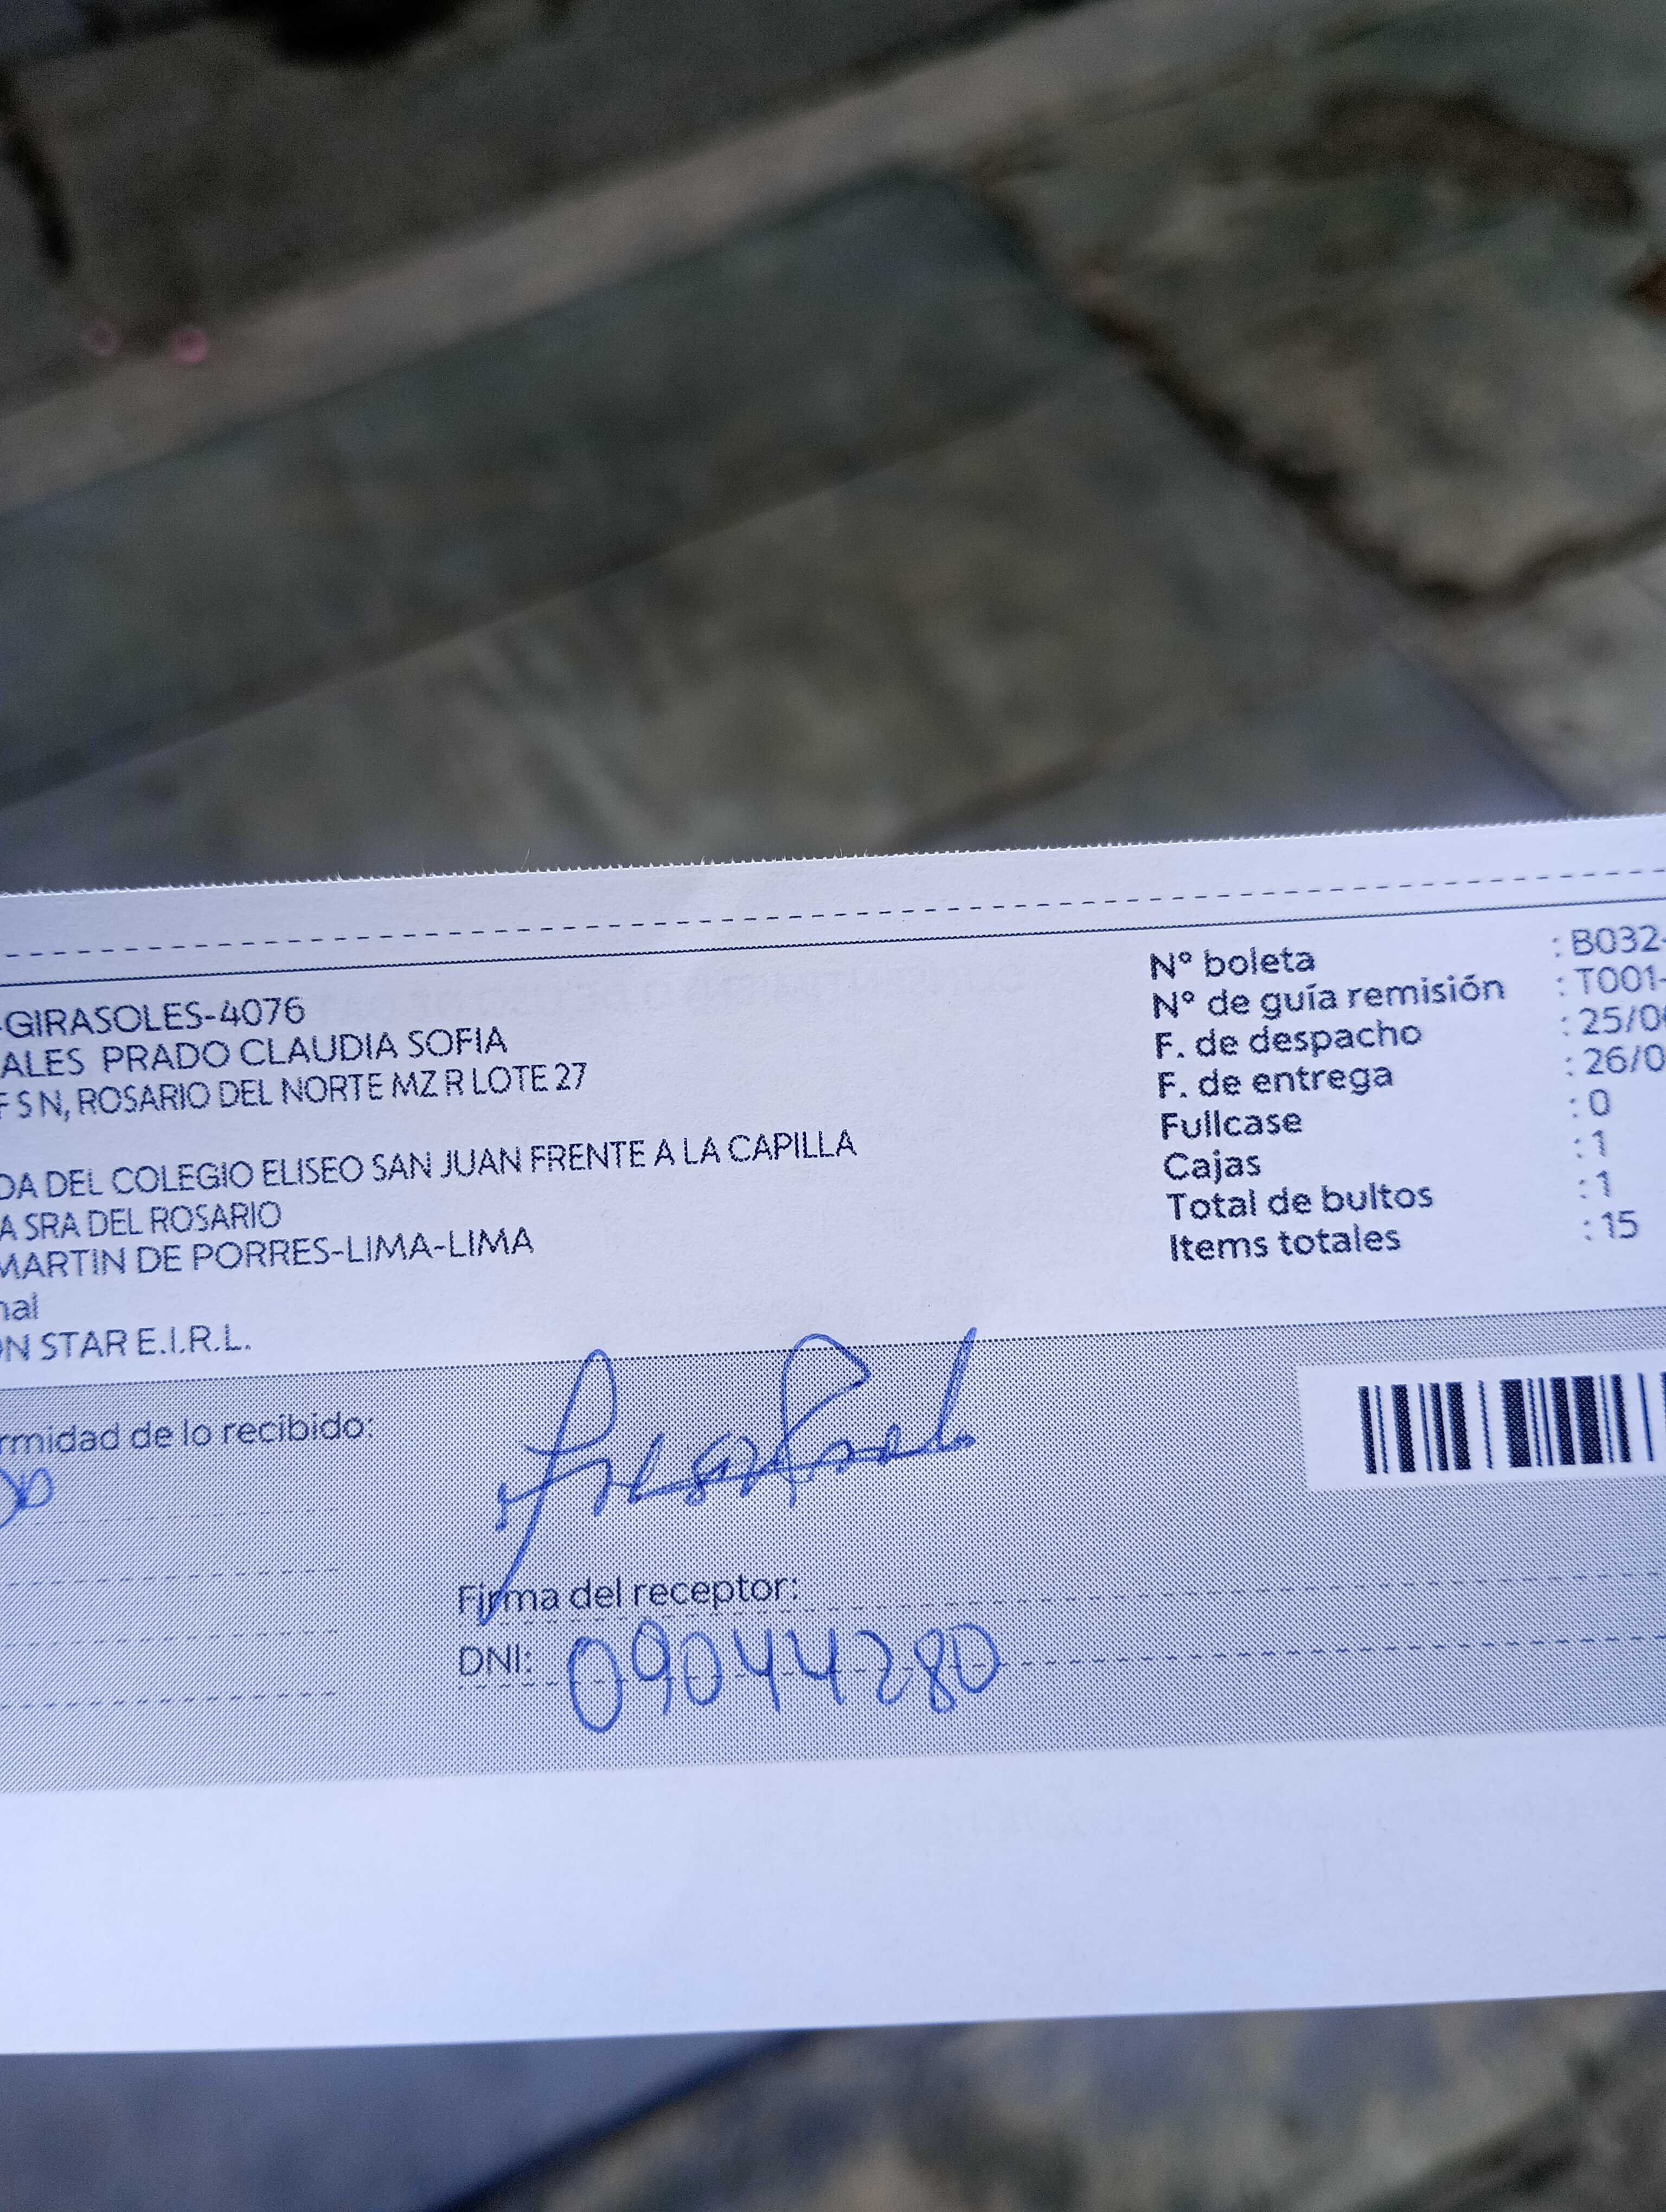 -GIRASOLES-4076
ALES PRADO CLAUDIA SOFIA
F S N, ROSARIO DEL NORTE MZ R LOTE 27
DA DEL COLEGIO ELISEO SAN JUAN FRENTE A LA CAPILLA
A SRA DEL ROSARIO
MARTIN DE PORRES-LIMA-LIMA
nal
ON STAR E.I.R.L.
N° boleta : B032-
N° de guía remisión : T001-
F. de despacho : 25/0
F. de entrega : 26/0
Fullcase : 0
Cajas : 1
Total de bultos : 1
Items totales : 15
rmidad de lo recibido:
Firma del receptor:
DNI: 09044280